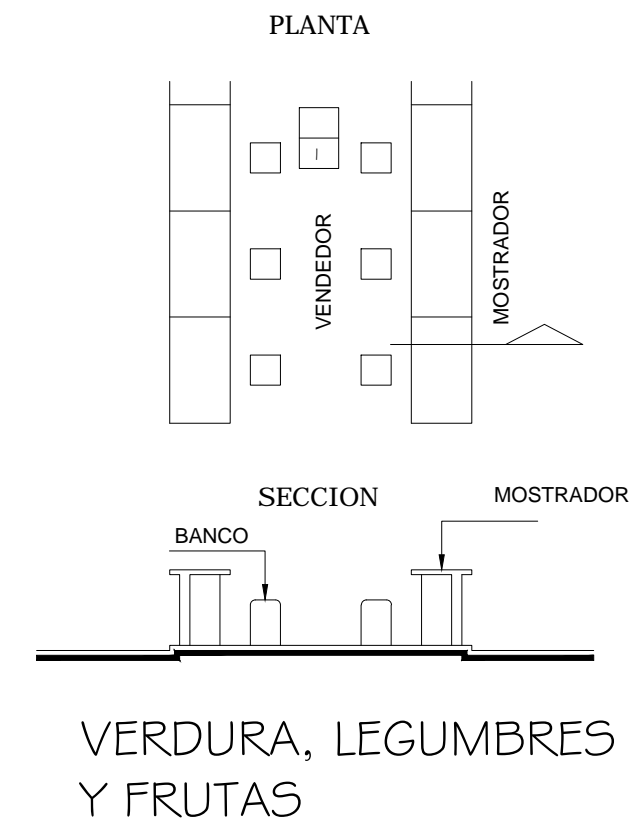 PLANTA
VENDEDOR
MOSTRADOR
SECCION
MOSTRADOR
BANCO
VERDURA, LEGUMBRES
Y FRUTAS